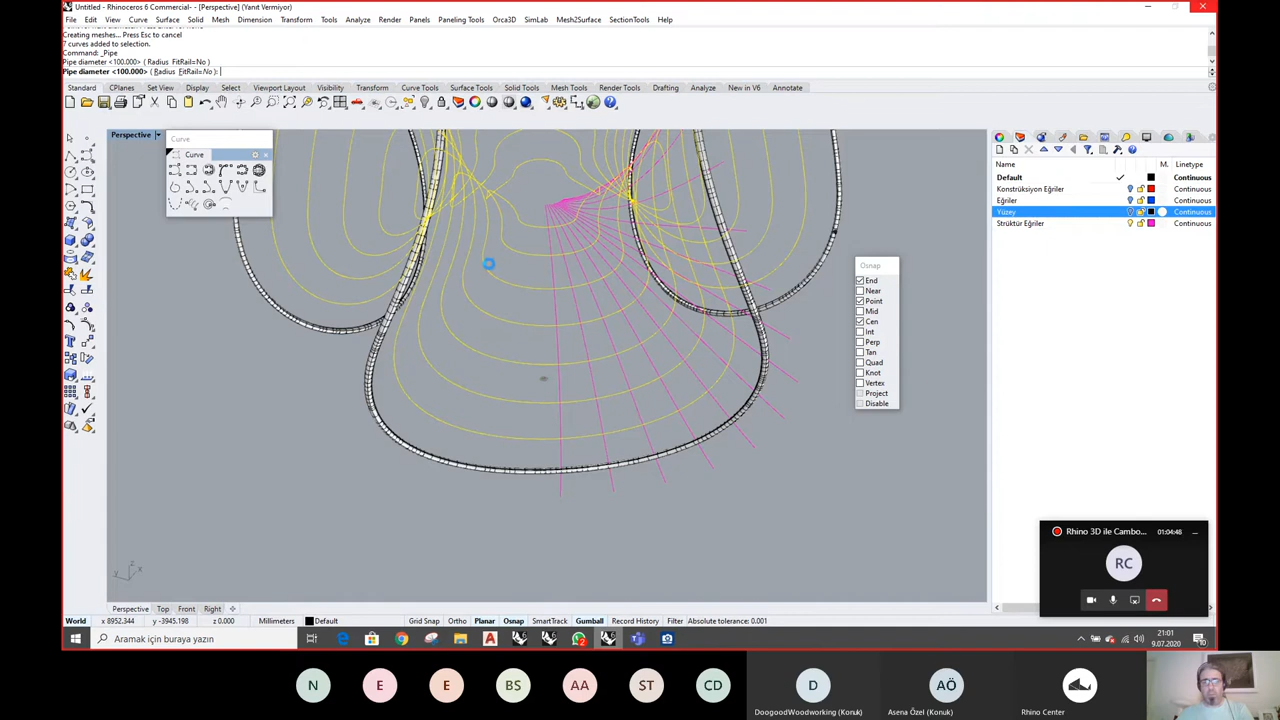 Untitled - Rhinoceros 6 Commercial- - [Perspective] (Yanıt Vermiyor)
File Edit View Curve Surface Solid Mesh Dimension Transform Tools Analyze Render Panels Paneling Tools Orca3D SimLab Mesh2Surface SectionTools Help
Creating meshes... Press Esc to cancel
7 curves added to selection.
Command: _Pipe
Pipe diameter <100.000> ( Radius FitRail=No )
Pipe diameter <100.000> ( Radius FitRail=No ):
Standard CPlanes Set View Display Select Viewport Layout Visibility Transform Curve Tools Surface Tools Solid Tools Mesh Tools Render Tools Drafting Analyze New in V6 Annotate
Perspective
Curve
Curve
Name M. Linetype
Default Continuous
Konstrüksiyon Eğriler Continuous
Eğriler Continuous
Yüzey Continuous
Strüktür Eğriler Continuous
Osnap
End
Near
Point
Mid
Cen
Int
Perp
Tan
Quad
Knot
Vertex
Project
Disable
Rhino 3D ile Cambo... 01:04:48
RC
z
y x
Perspective Top Front Right
World x 8952.344 y -3945.198 z 0.000 Millimeters Default Grid Snap Ortho Planar Osnap SmartTrack Gumball Record History Filter Absolute tolerance: 0.001
Aramak için buraya yazın
21:01
9.07.2020
N E E BS AA ST CD D AÖ
DoogoodWoodworking (Konuk) Asena Özel (Konuk) Rhino Center